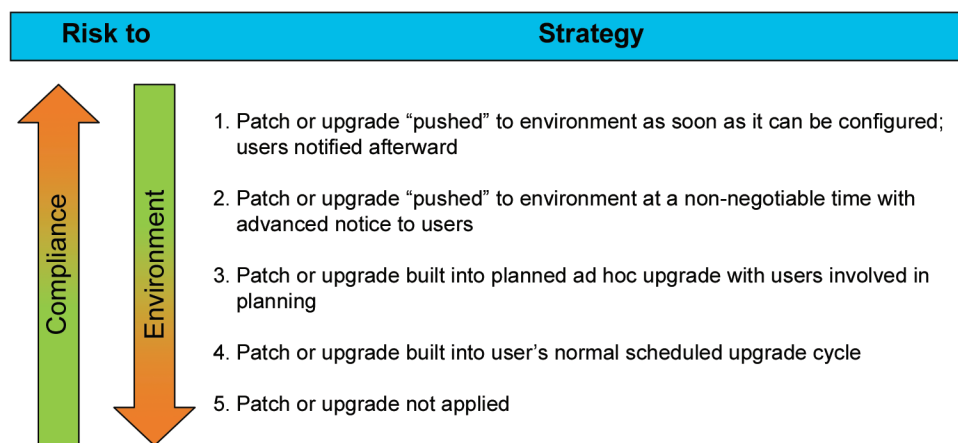 Risk to
Strategy
Compliance
Environment
1. Patch or upgrade “pushed” to environment as soon as it can be configured;
users notified afterward
2. Patch or upgrade “pushed” to environment at a non-negotiable time with
advanced notice to users
3. Patch or upgrade built into planned ad hoc upgrade with users involved in
planning
4. Patch or upgrade built into user’s normal scheduled upgrade cycle
5. Patch or upgrade not applied